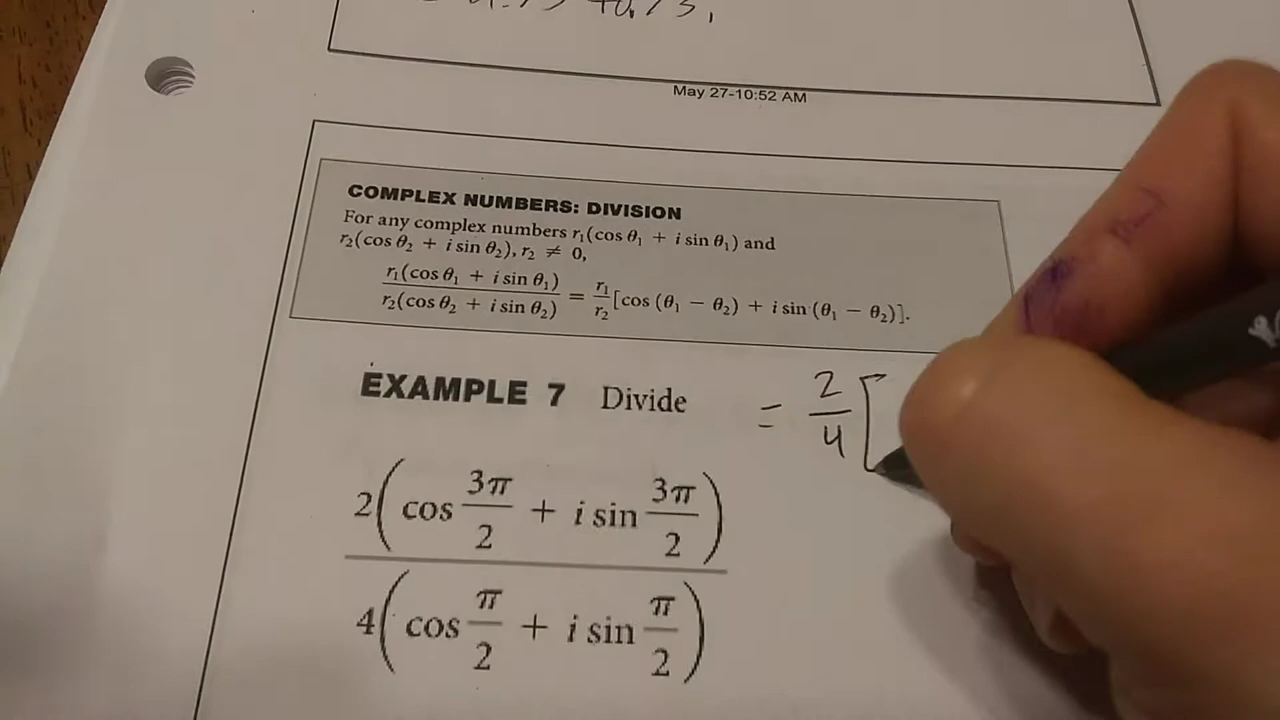 May 27-10:52 AM
COMPLEX NUMBERS: DIVISION
For any complex numbers r₁(cos θ₁ + i sin θ₁) and
r₂(cos θ₂ + i sin θ₂), r₂ ≠ 0,
r₁(cos θ₁ + i sin θ₁) / r₂(cos θ₂ + i sin θ₂) = r₁/r₂ [cos (θ₁ − θ₂) + i sin (θ₁ − θ₂)].
EXAMPLE 7 Divide = 2/4 [
2(cos 3π/2 + i sin 3π/2)
4(cos π/2 + i sin π/2)